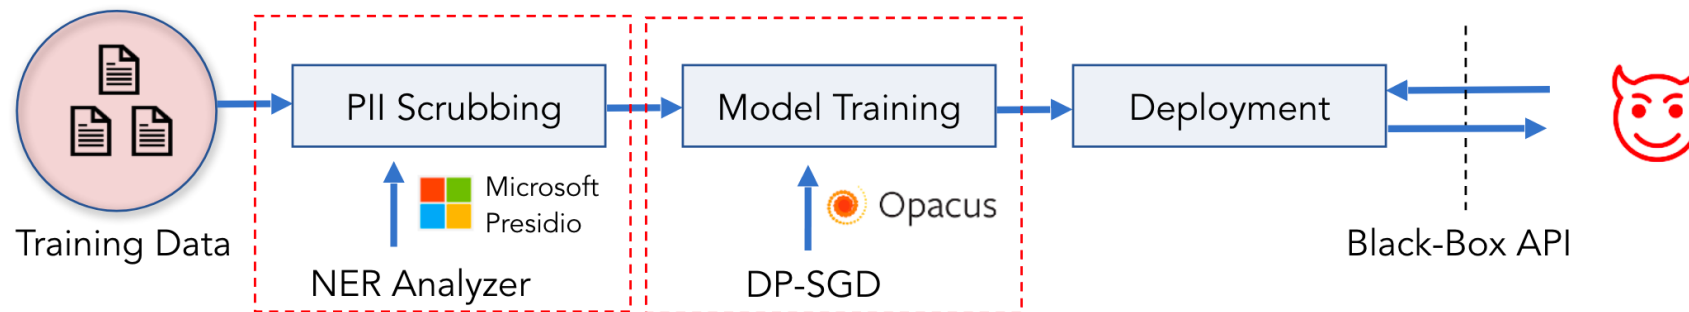 PII Scrubbing
Model Training
Deployment
Microsoft
Presidio
Opacus
Training Data
NER Analyzer
DP-SGD
Black-Box API